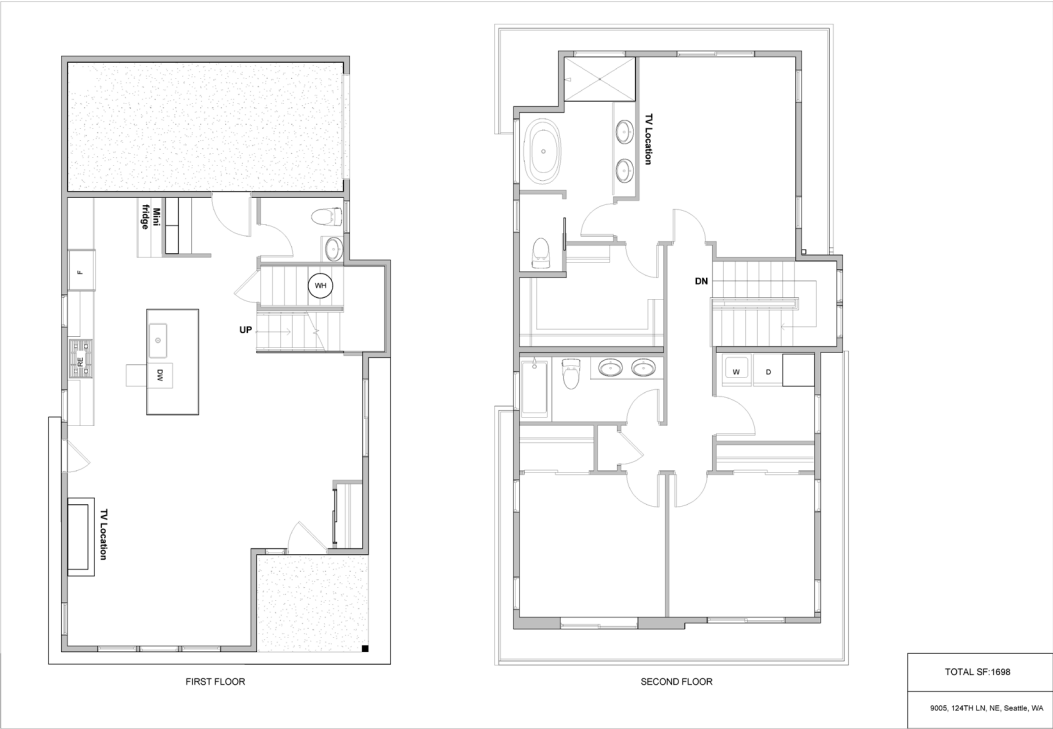 Mini
fridge
F
WH
UP
RE
DW
TV Location
FIRST FLOOR
TV Location
DN
W
D
SECOND FLOOR
TOTAL SF:1698
9005, 124TH LN, NE, Seattle, WA